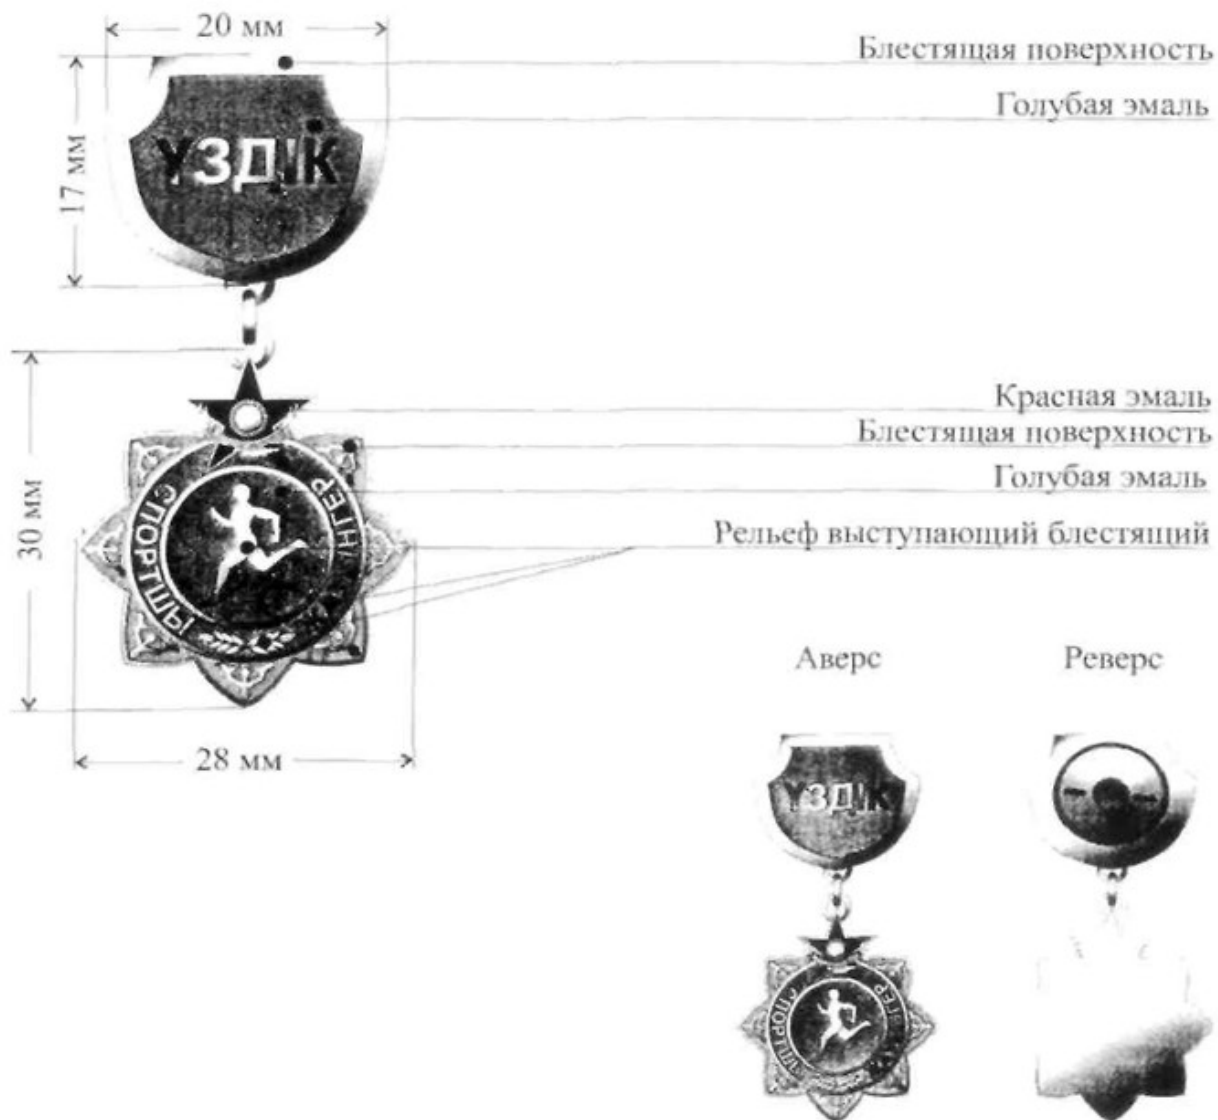 20 мм
Блестящая поверхность
Голубая эмаль
17 мм
ҮЗДІК
Красная эмаль
Блестящая поверхность
Голубая эмаль
30 мм
Рельеф выступающий блестящий
28 мм
Аверс
Реверс
ҮЗДІК